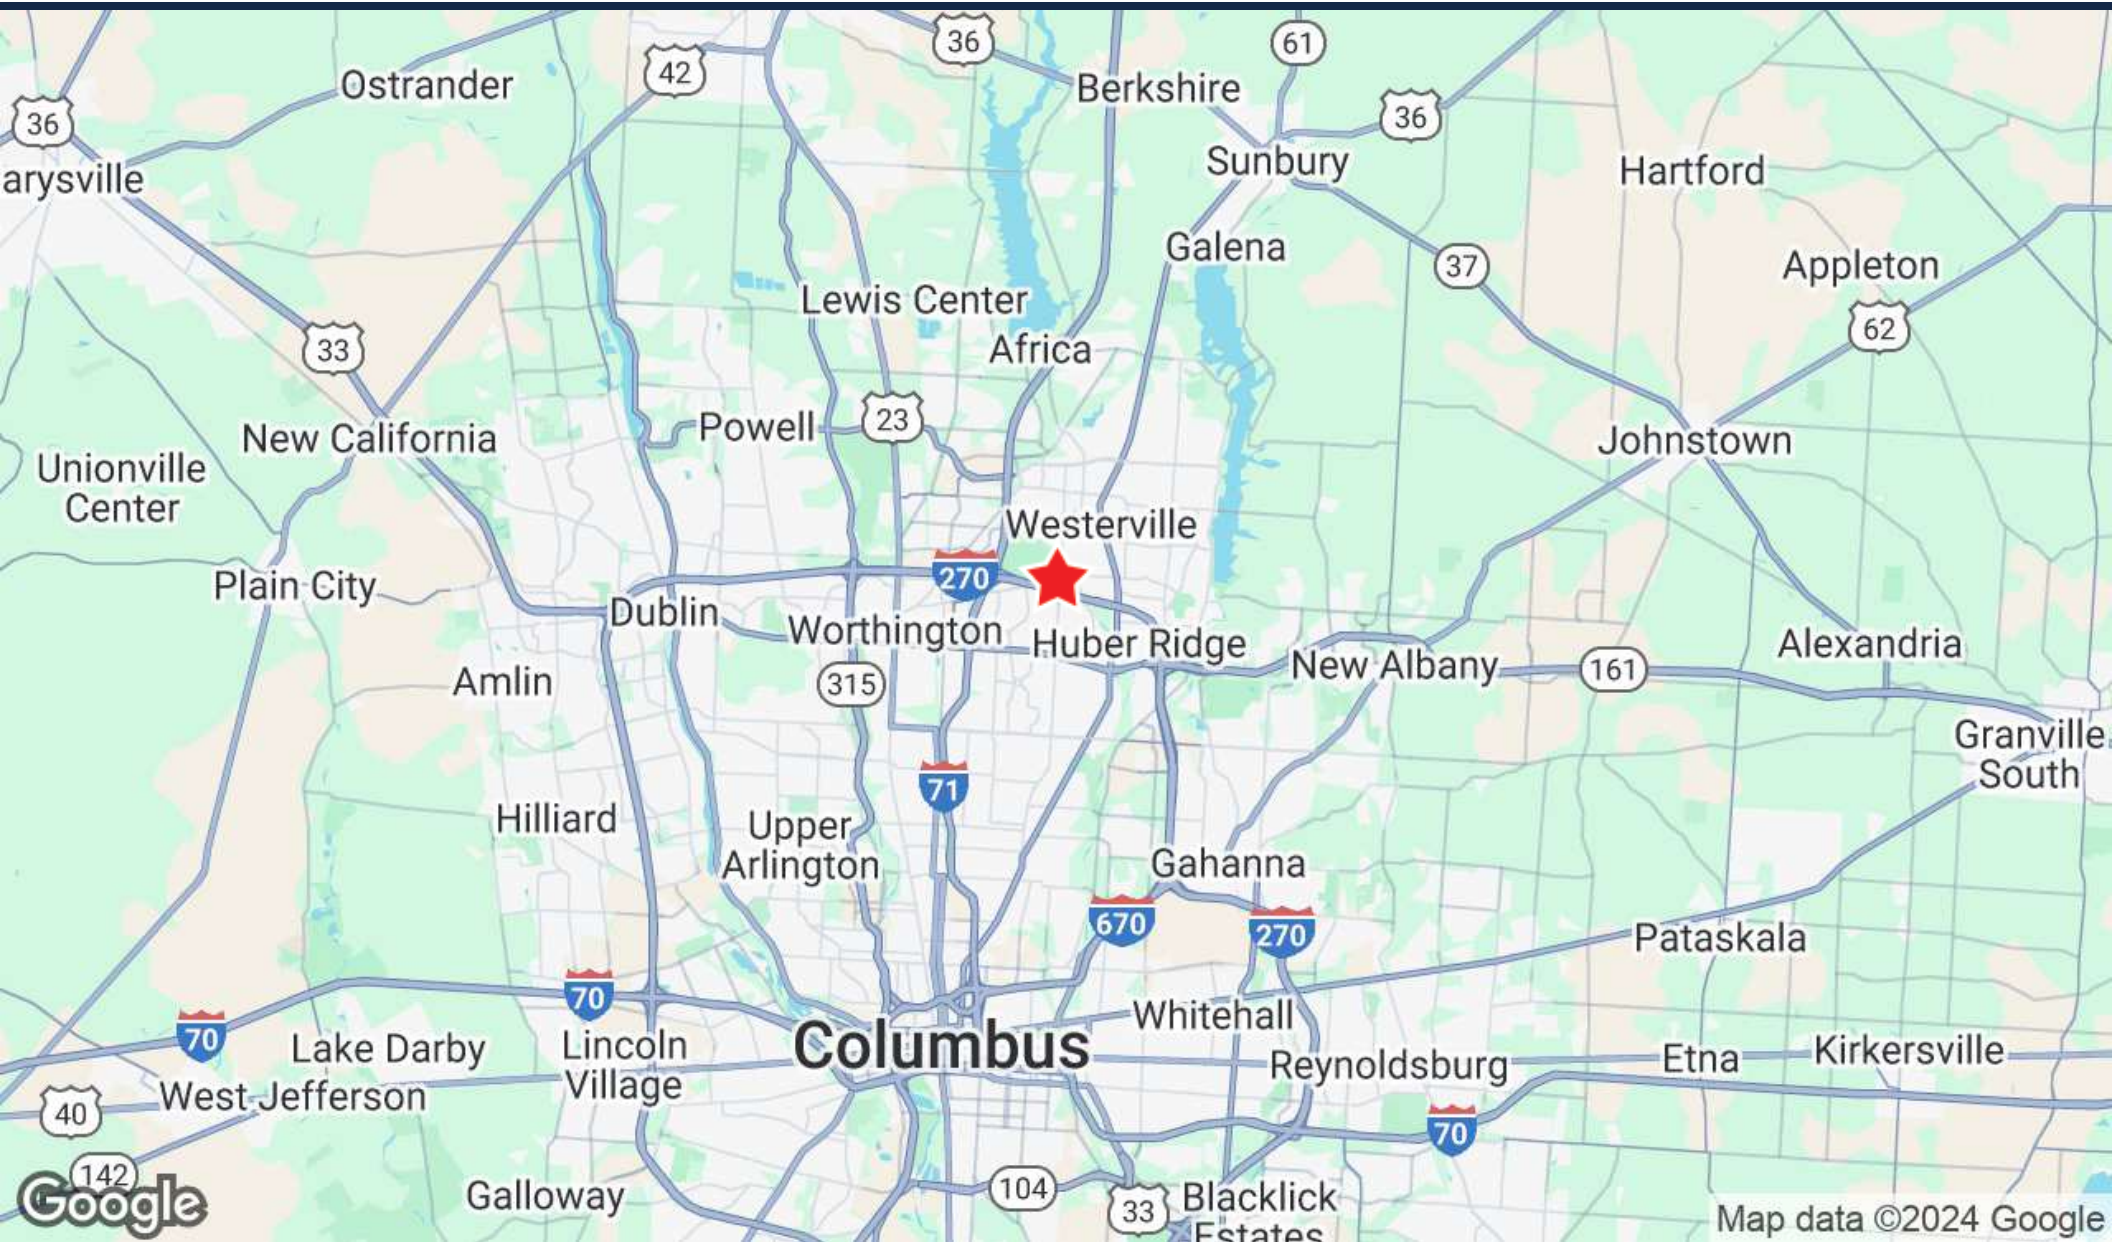 36
61
42
Ostrander
Berkshire
36
36
Sunbury
Hartford
arysville
Galena
37
Appleton
Lewis Center
62
33
Africa
23
Powell
New California
Johnstown
Unionville
Center
Westerville
270
Plain City
Dublin
Worthington
Huber Ridge
Alexandria
New Albany
161
Amlin
315
Granville
South
71
Hilliard
Upper
Arlington
Gahanna
670
270
Pataskala
70
Whitehall
70
Columbus
Lake Darby
Lincoln
Village
Reynoldsburg
Etna
Kirkersville
West Jefferson
40
70
142
Google
Galloway
104
33
Blacklick
Estates
Map data ©2024 Google